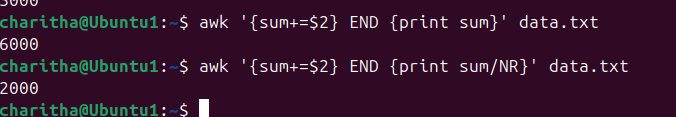 3000
charitha@Ubuntu1:~$ awk '{sum+=$2} END {print sum}' data.txt
6000
charitha@Ubuntu1:~$ awk '{sum+=$2} END {print sum/NR}' data.txt
2000
charitha@Ubuntu1:~$